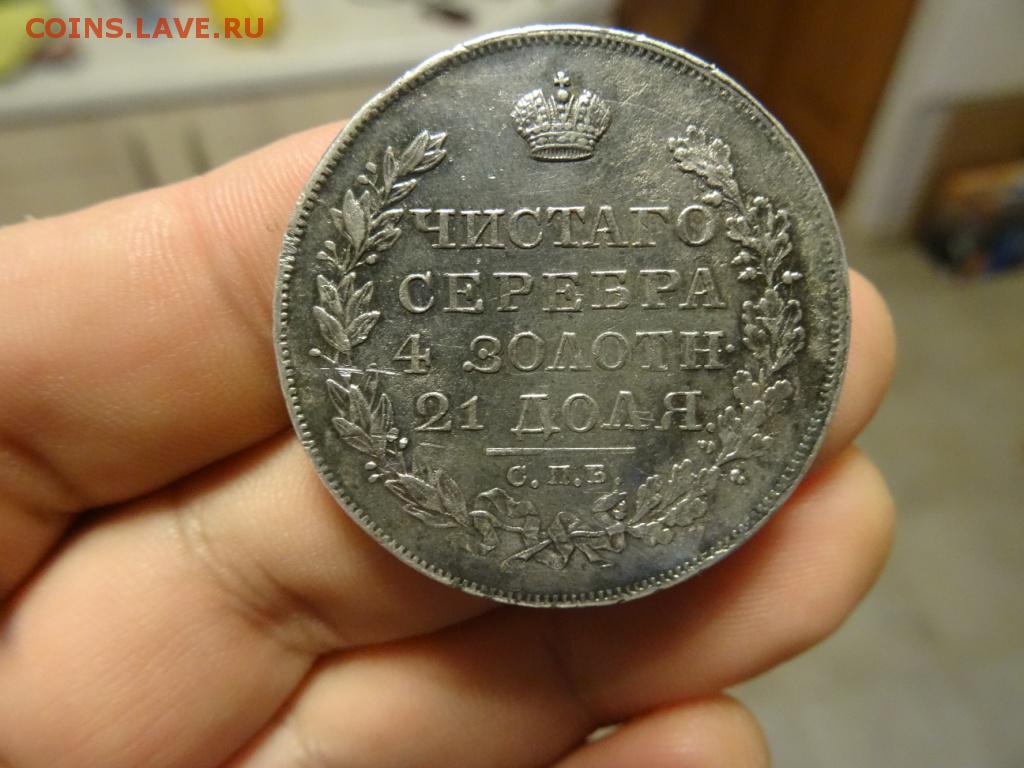 COINS.LAVE.RU
ЧИСТАГО
СЕРЕБРА
4 ЗОЛОТН.
21 ДОЛЯ.
С.П.Б.